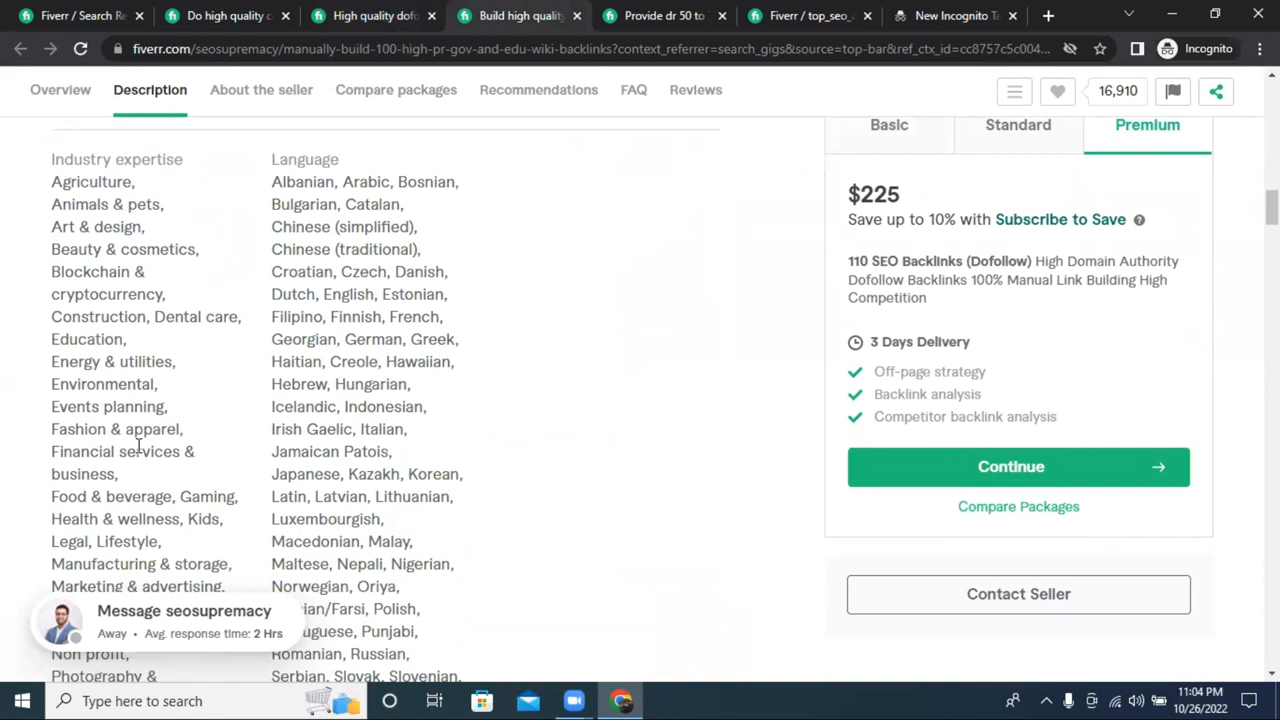 Fiverr / Search Re
Do high quality c
High quality dofo
Build high quality
Provide dr 50 to
Fiverr / top_seo_
New Incognito Ta
fiverr.com/seosupremacy/manually-build-100-high-pr-gov-and-edu-wiki-backlinks?context_referrer=search_gigs&source=top-bar&ref_ctx_id=cc8757c5c004...
Incognito
Overview
Description
About the seller
Compare packages
Recommendations
FAQ
Reviews
16,910
Industry expertise
Agriculture,
Animals & pets,
Art & design,
Beauty & cosmetics,
Blockchain &
cryptocurrency,
Construction, Dental care,
Education,
Energy & utilities,
Environmental,
Events planning,
Fashion & apparel,
Financial services &
business,
Food & beverage, Gaming,
Health & wellness, Kids,
Legal, Lifestyle,
Manufacturing & storage,
Marketing & advertising,
Non profit,
Photography &
Language
Albanian, Arabic, Bosnian,
Bulgarian, Catalan,
Chinese (simplified),
Chinese (traditional),
Croatian, Czech, Danish,
Dutch, English, Estonian,
Filipino, Finnish, French,
Georgian, German, Greek,
Haitian, Creole, Hawaiian,
Hebrew, Hungarian,
Icelandic, Indonesian,
Irish Gaelic, Italian,
Jamaican Patois,
Japanese, Kazakh, Korean,
Latin, Latvian, Lithuanian,
Luxembourgish,
Macedonian, Malay,
Maltese, Nepali, Nigerian,
Norwegian, Oriya,
ian/Farsi, Polish,
uguese, Punjabi,
Romanian, Russian,
Serbian, Slovak, Slovenian,
Message seosupremacy
Away • Avg. response time: 2 Hrs
Basic
Standard
Premium
$225
Save up to 10% with Subscribe to Save
110 SEO Backlinks (Dofollow) High Domain Authority
Dofollow Backlinks 100% Manual Link Building High
Competition
3 Days Delivery
Off-page strategy
Backlink analysis
Competitor backlink analysis
Continue
Compare Packages
Contact Seller
Type here to search
11:04 PM
10/26/2022